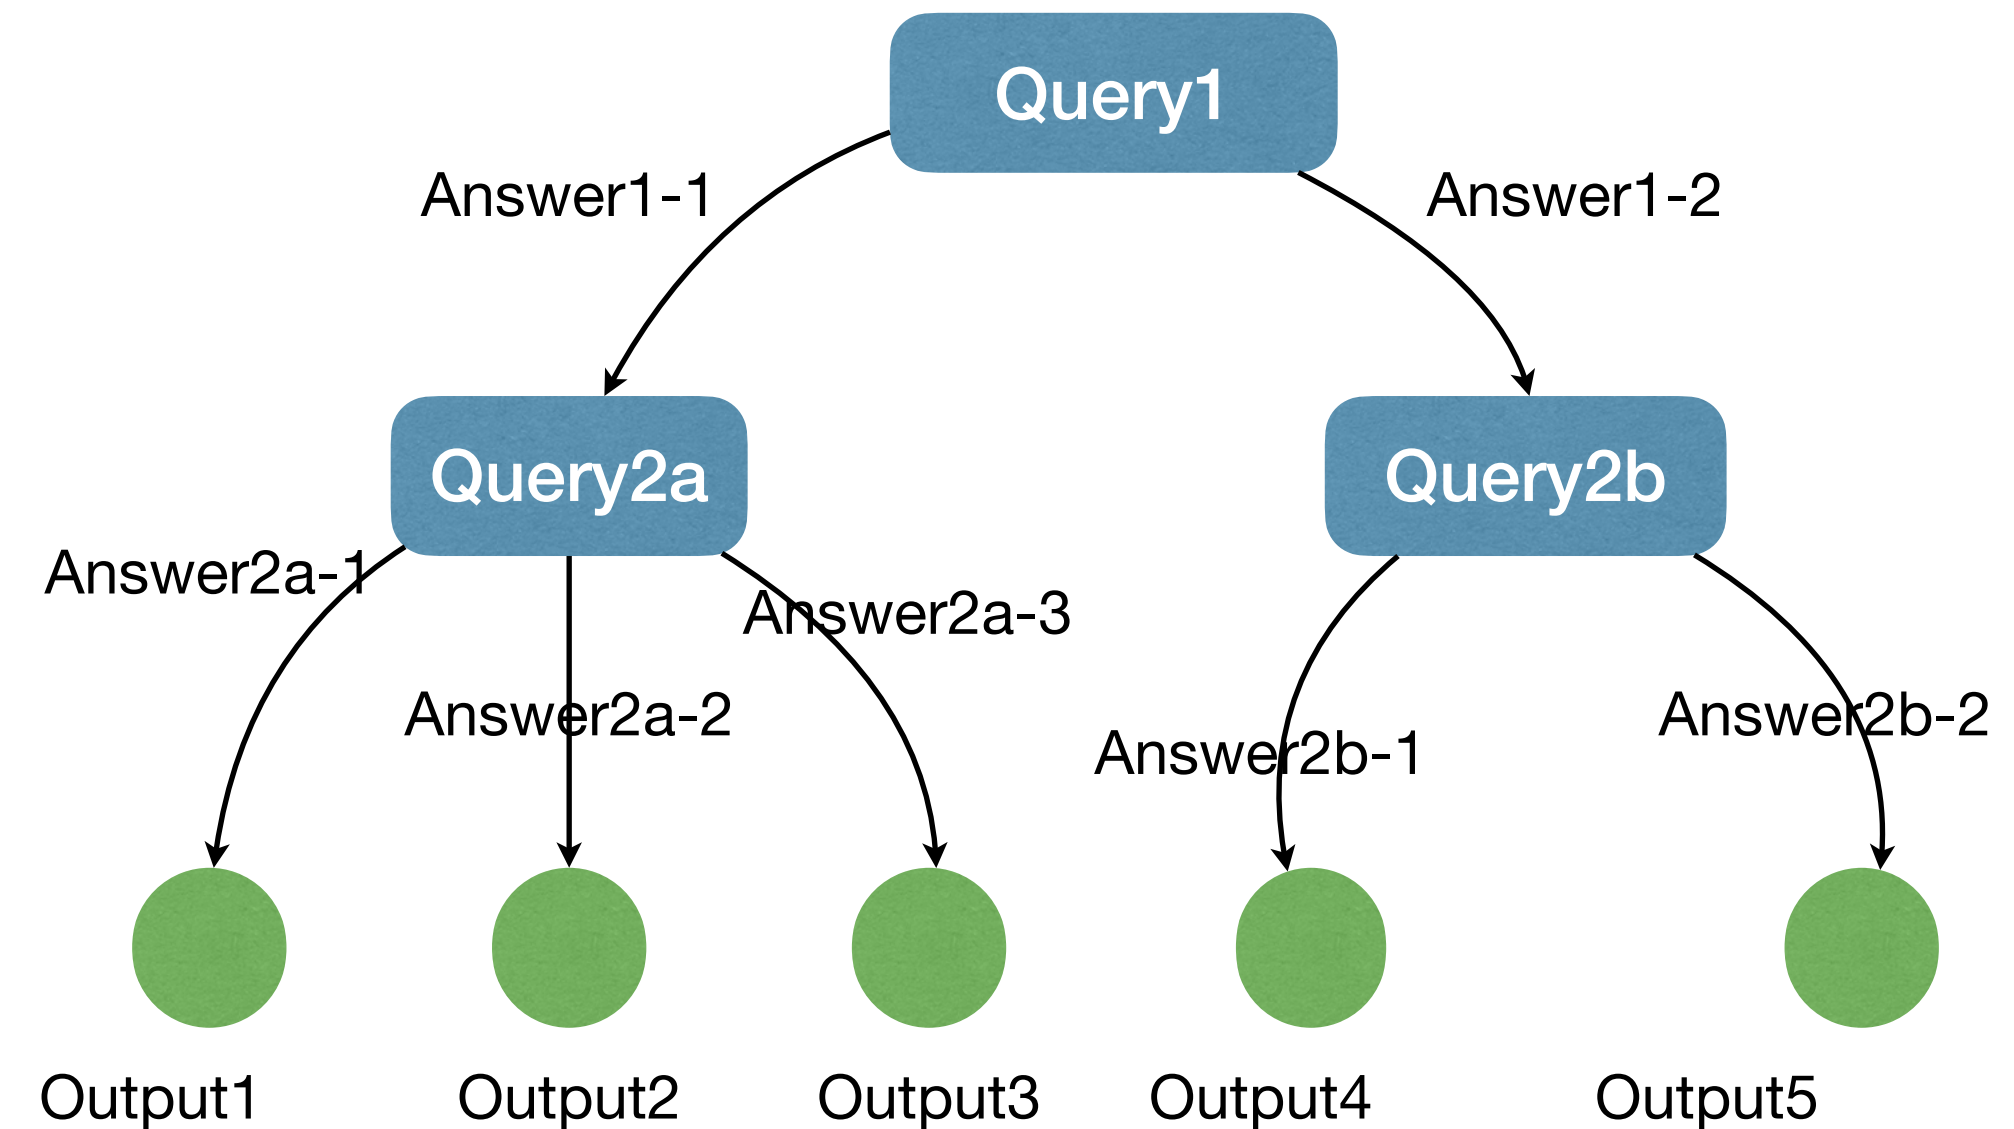 Query1
Answer1-1
Answer1-2
Query2a
Query2b
Answer2a-1
Answer2a-3
Answer2a-2
Answer2b-2
Answer2b-1
Output1
Output2
Output3
Output4
Output5